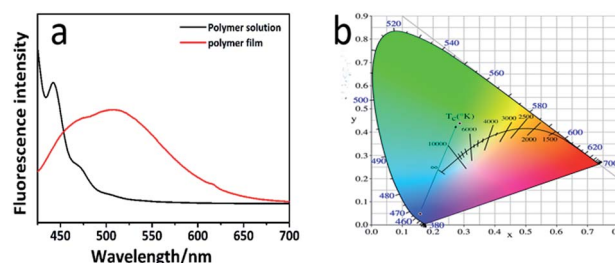 a
Polymer solution
polymer film
Fluorescence intensity
450 500 550 600 650 700
Wavelength/nm
b
0.9
0.8
0.7
0.6
0.5
0.4
0.3
0.2
0.1
0.0
y
0.0 0.1 0.2 0.3 0.4 0.5 0.6 0.7
x
520
540
560
580
600
620
700
500
490
480
470
460
380
Tc(°K)
10000
6000
4000
3000
2500
2000
1500
∞